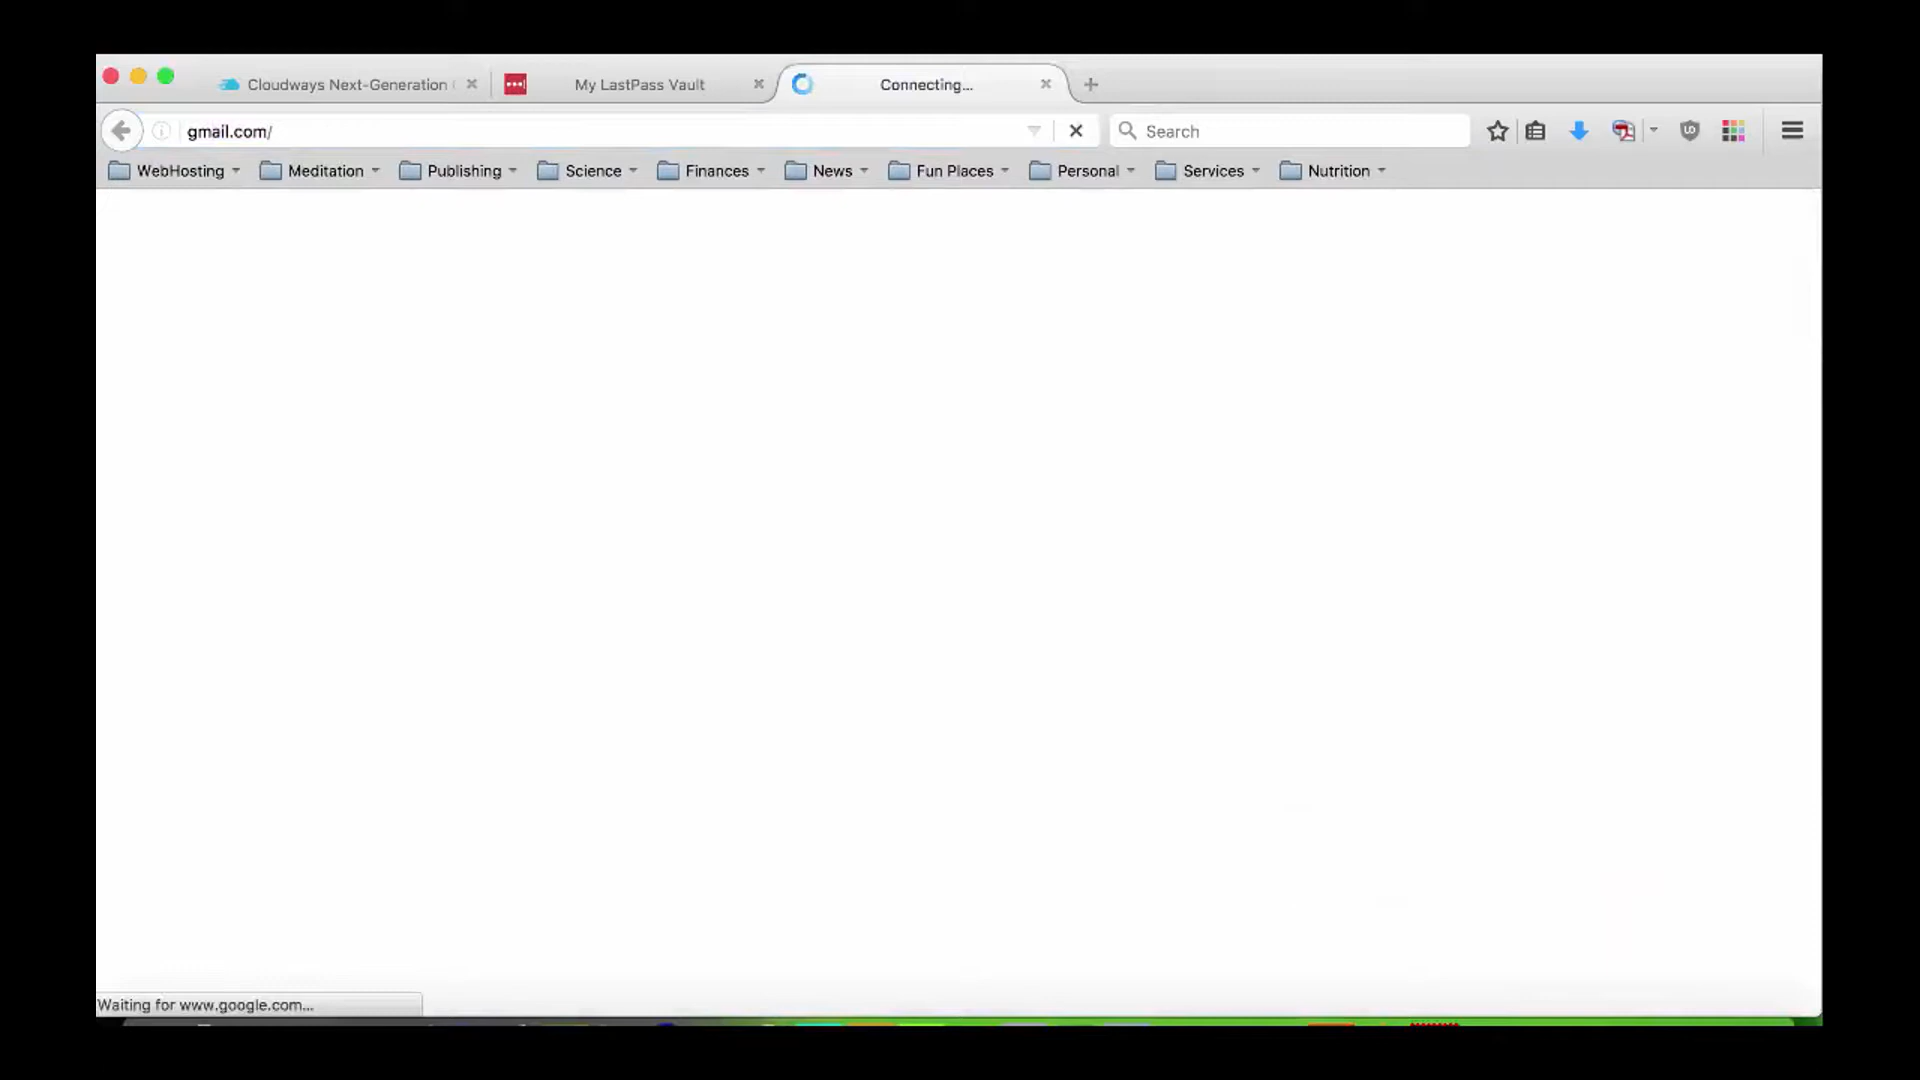 Cloudways Next-Generation
My LastPass Vault
Connecting...
gmail.com/
Search
WebHosting Meditation Publishing Science Finances News Fun Places Personal Services Nutrition
Waiting for www.google.com...